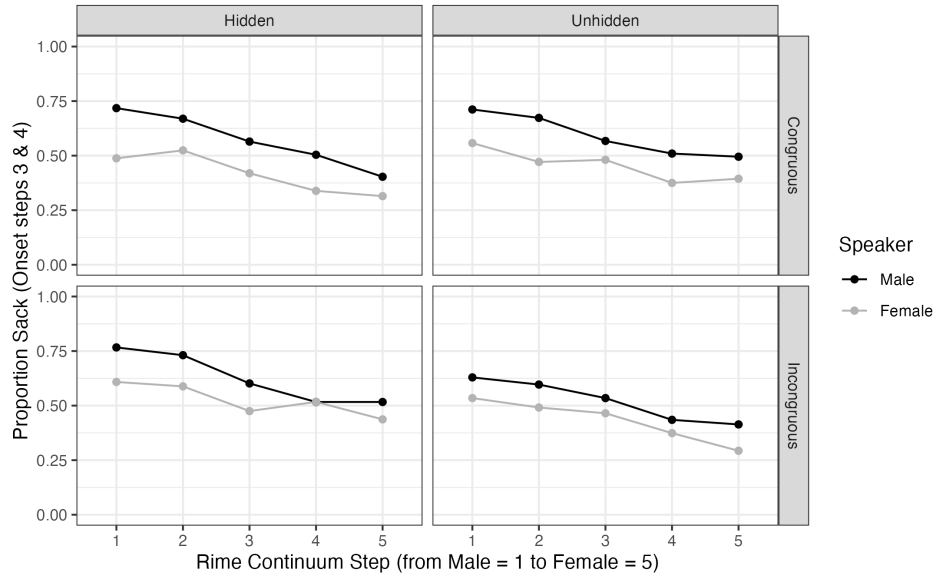 Hidden
Unhidden
1.00
0.75
0.50
0.25
0.00
Congruous
1.00
0.75
0.50
0.25
0.00
Incongruous
Proportion Sack (Onset steps 3 & 4)
1 2 3 4 5
1 2 3 4 5
Rime Continuum Step (from Male = 1 to Female = 5)
Speaker
Male
Female